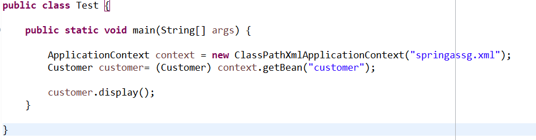 public class Test {
public static void main(String[] args) {
ApplicationContext context = new ClassPathXmlApplicationContext("springassg.xml");
Customer customer= (Customer) context.getBean("customer");
customer.display();
}
}